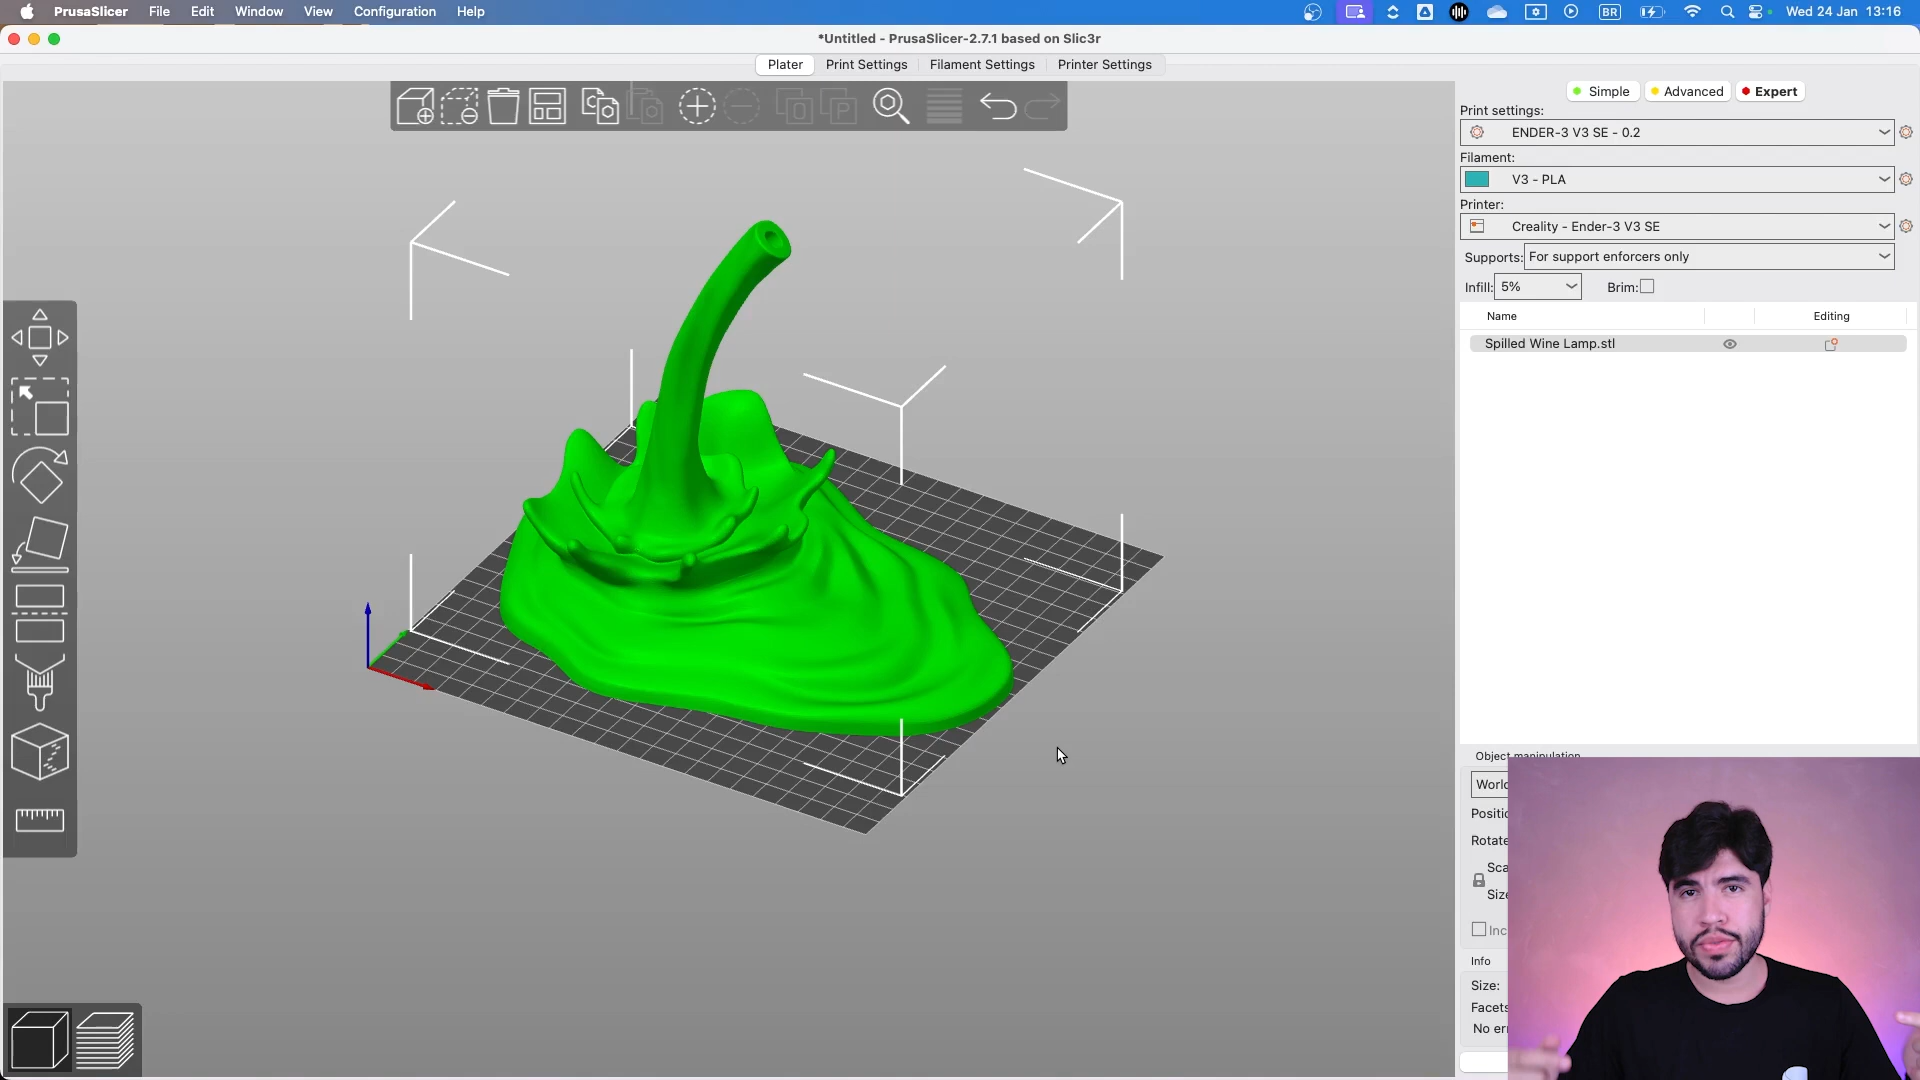 PrusaSlicer File Edit Window View Configuration Help BR Wed 24 Jan 13:16
*Untitled - PrusaSlicer-2.7.1 based on Slic3r
Plater Print Settings Filament Settings Printer Settings
Simple Advanced Expert
Print settings:
ENDER-3 V3 SE - 0.2
Filament:
V3 - PLA
Printer:
Creality - Ender-3 V3 SE
Supports: For support enforcers only
Infill: 5% Brim:
Name Editing
Spilled Wine Lamp.stl
Object manipulation
Info
Size: